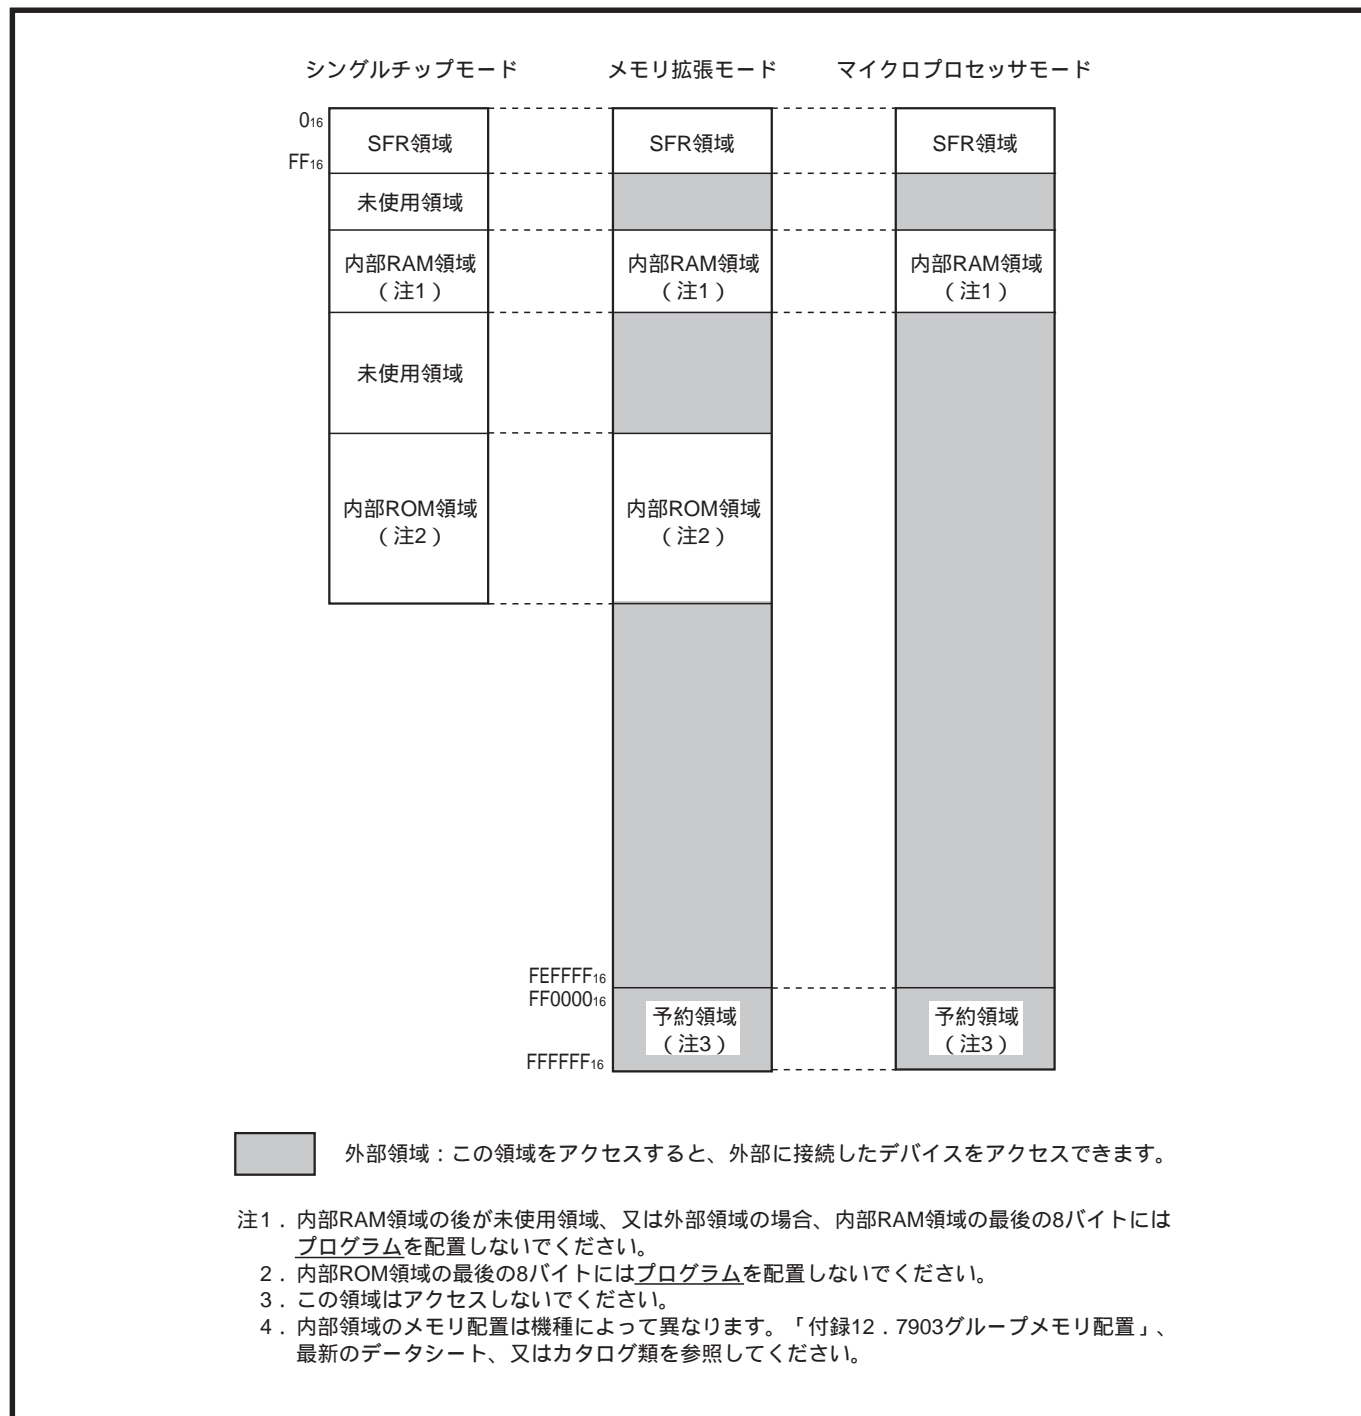 シングルチップモード メモリ拡張モード マイクロプロセッサモード
0₁₆
FF₁₆
SFR領域 SFR領域 SFR領域
未使用領域
内部RAM領域 内部RAM領域 内部RAM領域
(注1) (注1) (注1)
未使用領域
内部ROM領域 内部ROM領域
(注2) (注2)
FEFFFF₁₆
FF0000₁₆
予約領域 予約領域
(注3) (注3)
FFFFFF₁₆
外部領域:この領域をアクセスすると、外部に接続したデバイスをアクセスできます。
注1.内部RAM領域の後が未使用領域、又は外部領域の場合、内部RAM領域の最後の8バイトには
プログラムを配置しないでください。
2.内部ROM領域の最後の8バイトにはプログラムを配置しないでください。
3.この領域はアクセスしないでください。
4.内部領域のメモリ配置は機種によって異なります。「付録12.7903グループメモリ配置」、
最新のデータシート、又はカタログ類を参照してください。